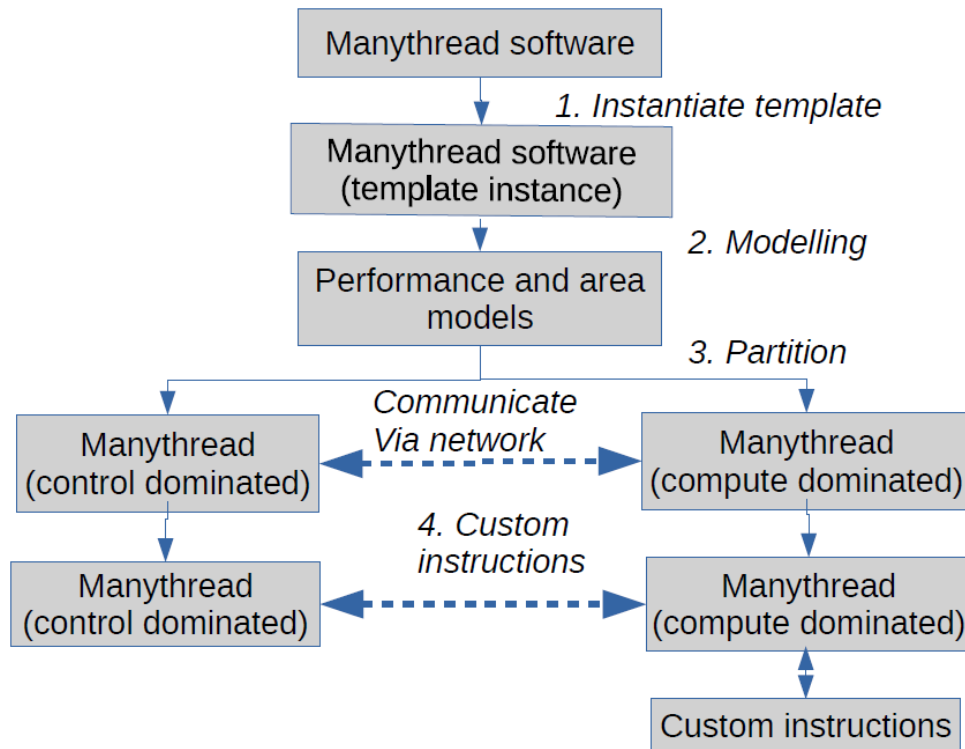 Manythread software
1. Instantiate template
Manythread software
(template instance)
2. Modelling
Performance and area
models
3. Partition
Communicate
Via network
Manythread
(control dominated)
Manythread
(compute dominated)
4. Custom
instructions
Manythread
(control dominated)
Manythread
(compute dominated)
Custom instructions